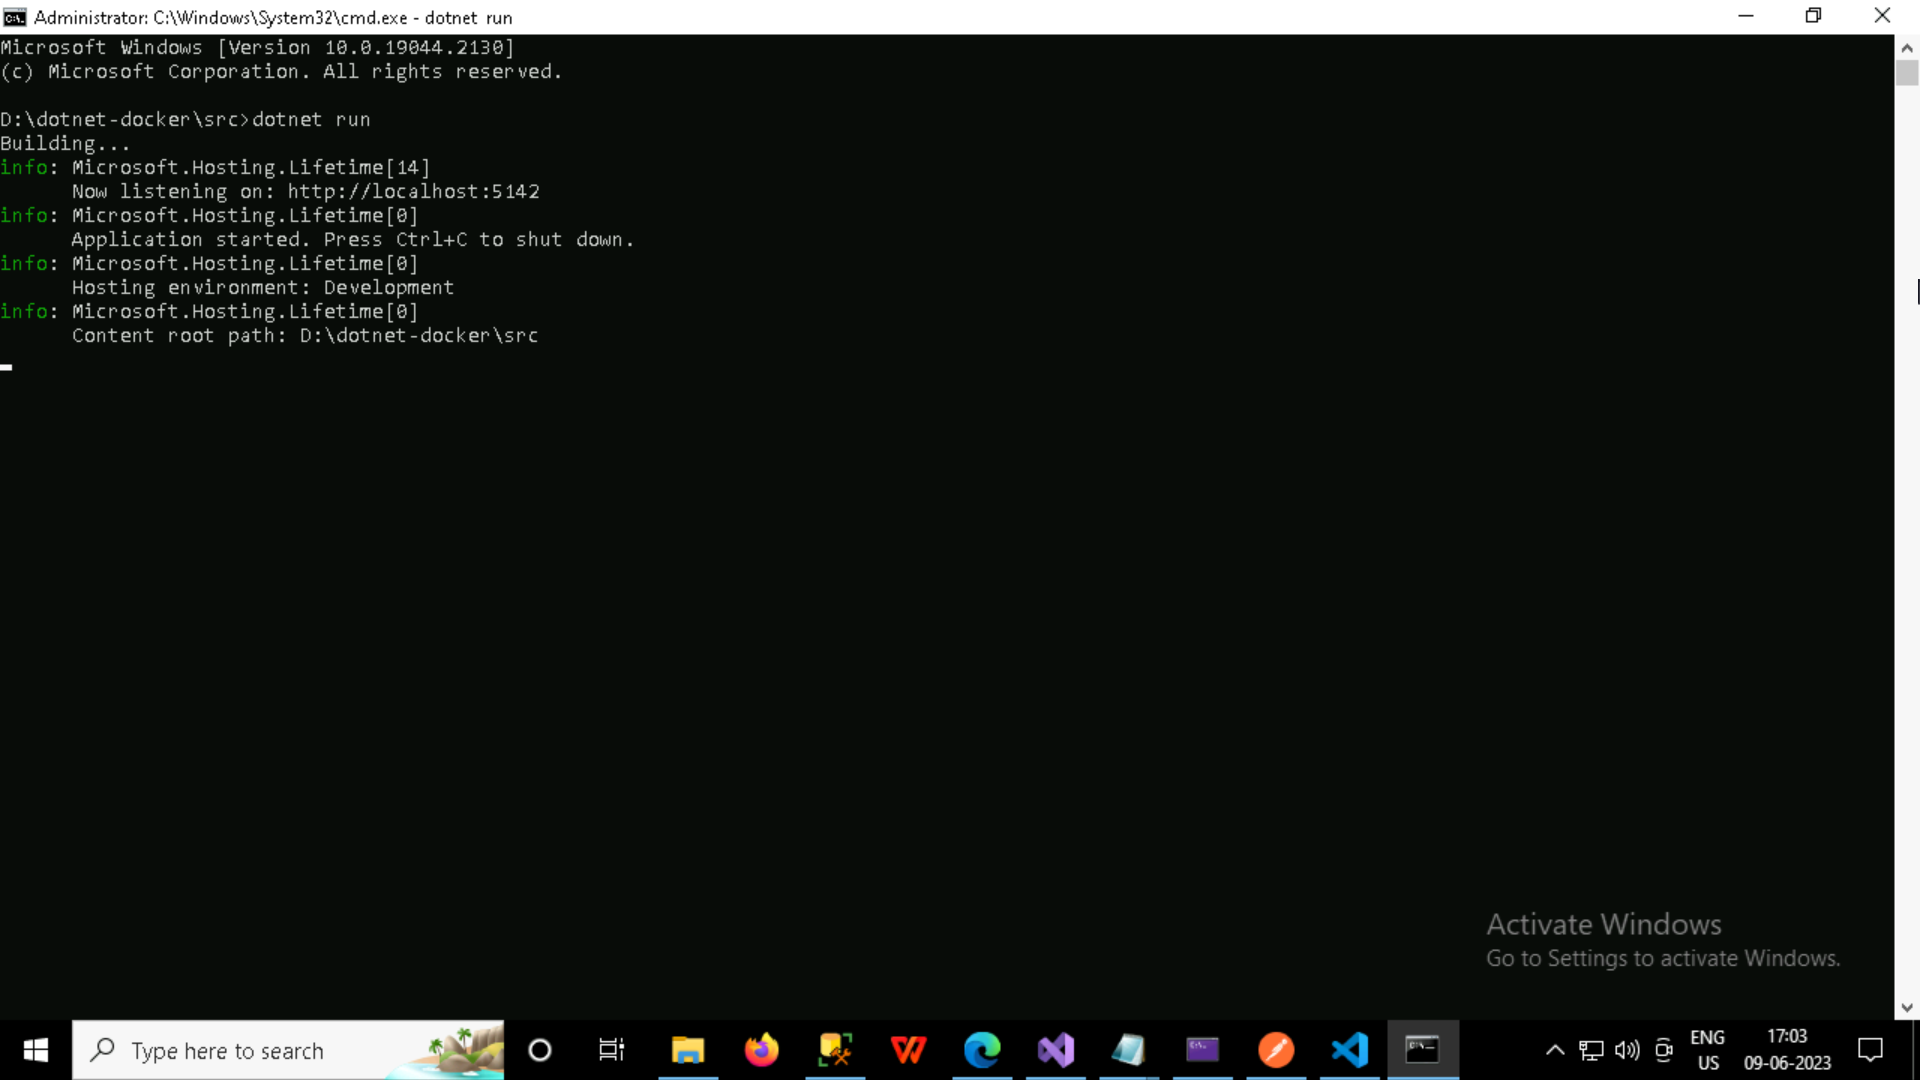 Administrator: C:\Windows\System32\cmd.exe - dotnet run
Microsoft Windows [Version 10.0.19044.2130]
(c) Microsoft Corporation. All rights reserved.
D:\dotnet-docker\src>dotnet run
Building...
info: Microsoft.Hosting.Lifetime[14]
Now listening on: http://localhost:5142
info: Microsoft.Hosting.Lifetime[0]
Application started. Press Ctrl+C to shut down.
info: Microsoft.Hosting.Lifetime[0]
Hosting environment: Development
info: Microsoft.Hosting.Lifetime[0]
Content root path: D:\dotnet-docker\src
Activate Windows
Go to Settings to activate Windows.
Type here to search
ENG
US
17:03
09-06-2023